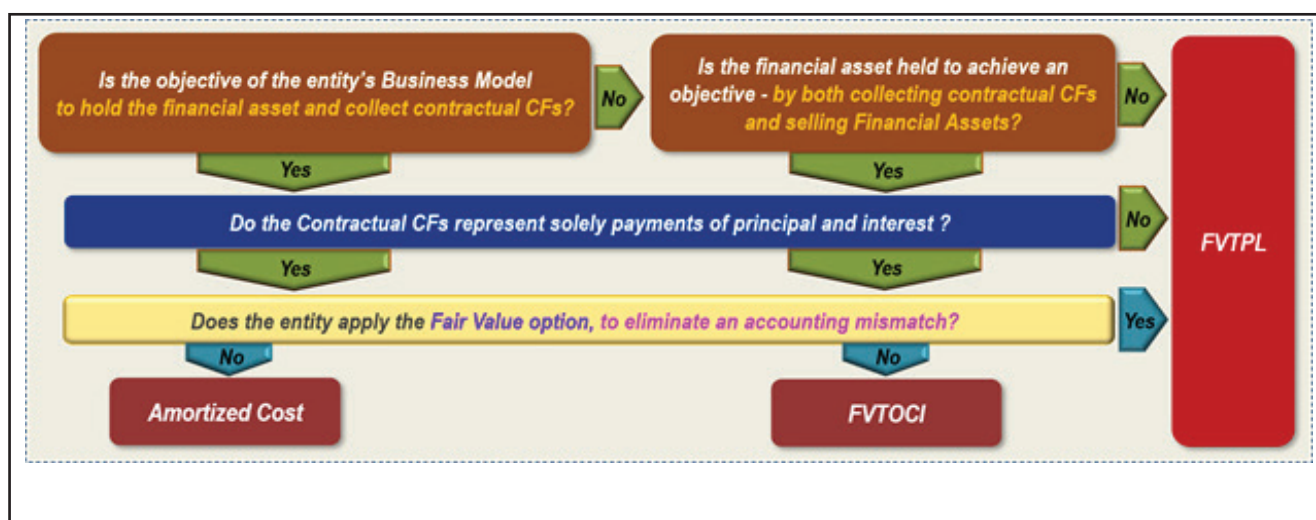 Is the objective of the entity's Business Model
to hold the financial asset and collect contractual CFs?
No
Is the financial asset held to achieve an
objective - by both collecting contractual CFs
and selling Financial Assets?
No
Yes
Yes
Do the Contractual CFs represent solely payments of principal and interest ?
No
FVTPL
Yes
Yes
Does the entity apply the Fair Value option, to eliminate an accounting mismatch?
Yes
No
No
Amortized Cost
FVTOCI